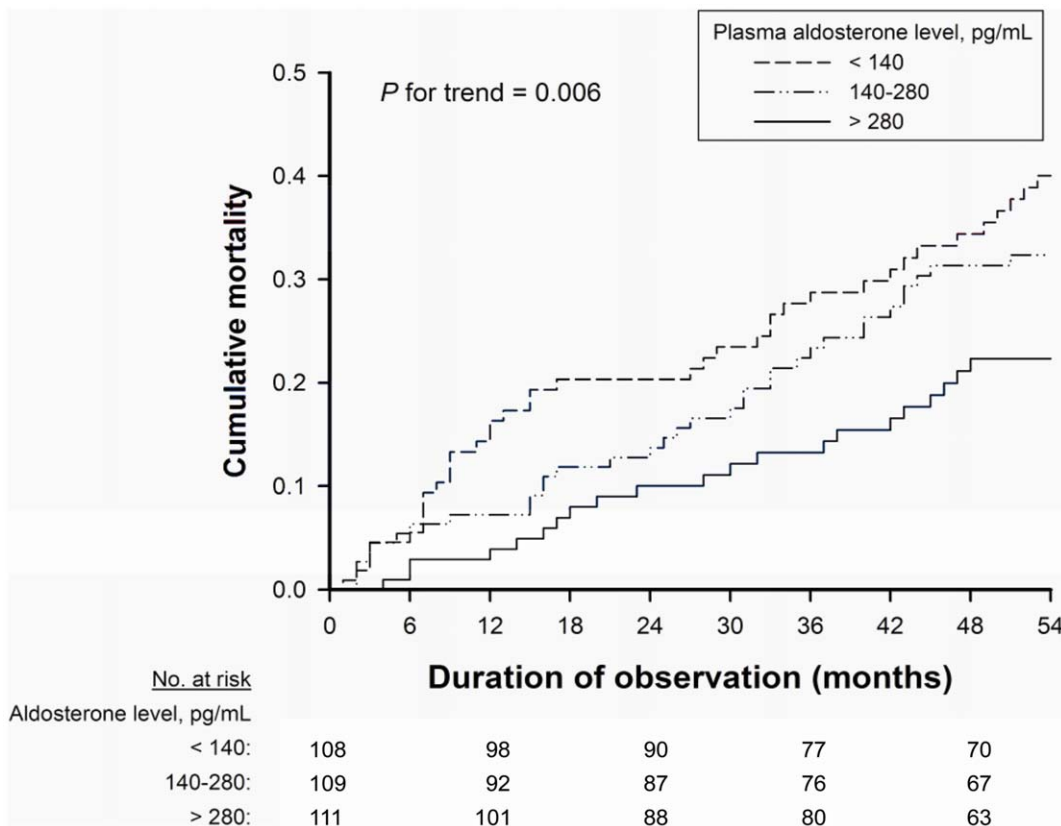 Plasma aldosterone level, pg/mL
< 140
140-280
> 280
P for trend = 0.006
Cumulative mortality
0.5
0.4
0.3
0.2
0.1
0.0
0 6 12 18 24 30 36 42 48 54
Duration of observation (months)
No. at risk
Aldosterone level, pg/mL
< 140: 108 98 90 77 70
140-280: 109 92 87 76 67
> 280: 111 101 88 80 63